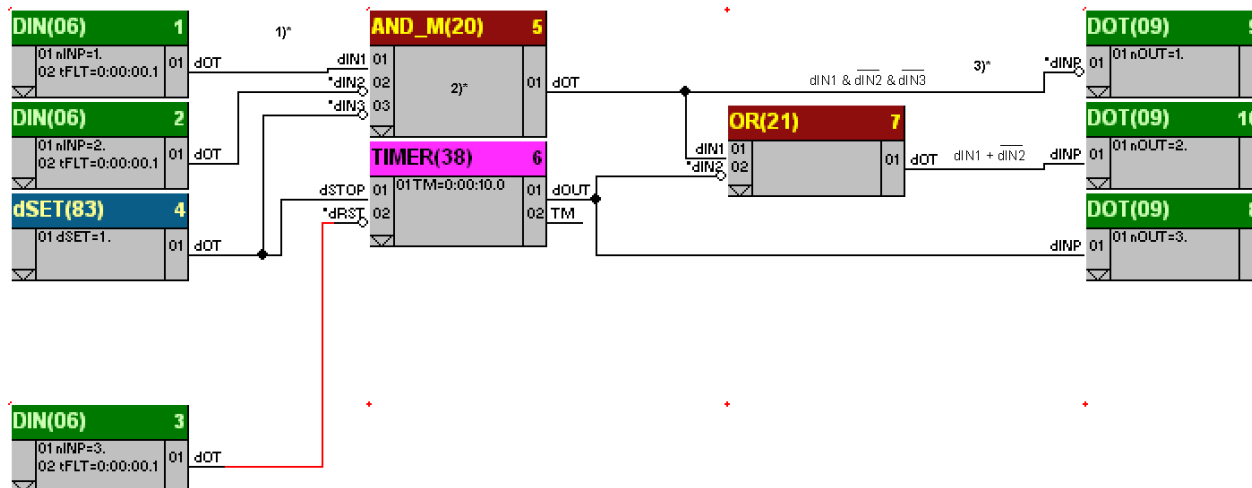 DIN(06) 1
01 nINP=1.
02 tFLT=0:00:00.1
01 dOT
1)*
AND_M(20) 5
dIN1 01
*dIN2 02
*dIN3 03
2)*
01 dOT
dIN1 & dIN2 & dIN3
3)*
DOT(09)
*dINP 01
01 nOUT=1.
DIN(06) 2
01 nINP=2.
02 tFLT=0:00:00.1
01 dOT
OR(21) 7
dIN1 01
*dIN2 02
01 dOT
dIN1 + dIN2
DOT(09) 10
dINP 01
01 nOUT=2.
TIMER(38) 6
dSTOP 01
*dRST 02
01 TM=0:00:10.0
01 dOUT
02 TM
dSET(83) 4
01 dSET=1.
01 dOT
DOT(09)
dINP 01
01 nOUT=3.
DIN(06) 3
01 nINP=3.
02 tFLT=0:00:00.1
01 dOT